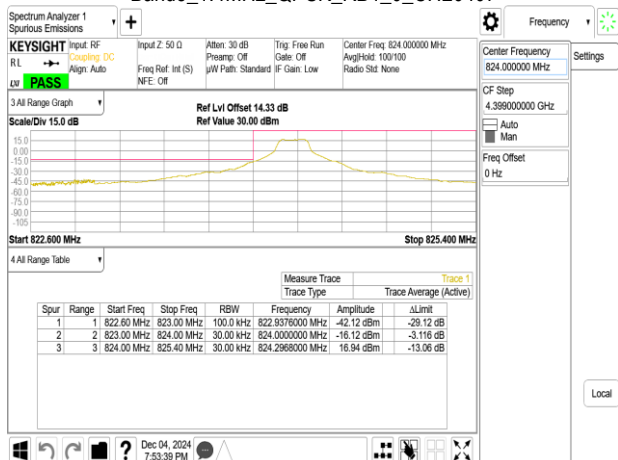 Spectrum Analyzer 1
Spurious Emissions
Frequency
KEYSIGHT Input: RF Input Z: 50 Ω Atten: 30 dB Trig: Free Run Center Freq: 824.000000 MHz
RL Coupling: DC Preamp: Off Gate: Off Avg|Hold: 100/100
Align: Auto Freq Ref: Int (S) µW Path: Standard IF Gain: Low Radio Std: None
LXI PASS NFE: Off
Center Frequency
824.000000 MHz
Settings
CF Step
4.399000000 GHz
Auto
Man
Freq Offset
0 Hz
3 All Range Graph
Ref Lvl Offset 14.33 dB
Scale/Div 15.0 dB Ref Value 30.00 dBm
15.0
0.00
-15.0
-30.0
-45.0
-60.0
-75.0
-90.0
-105
Start 822.600 MHz Stop 825.400 MHz
4 All Range Table
Measure Trace Trace 1
Trace Type Trace Average (Active)
Spur Range Start Freq Stop Freq RBW Frequency Amplitude ΔLimit
1 1 822.60 MHz 823.00 MHz 100.0 kHz 822.9376000 MHz -42.12 dBm -29.12 dB
2 2 823.00 MHz 824.00 MHz 30.00 kHz 824.0000000 MHz -16.12 dBm -3.116 dB
3 3 824.00 MHz 825.40 MHz 30.00 kHz 824.2968000 MHz 16.94 dBm -13.06 dB
Local
? Dec 04, 2024
7:53:39 PM